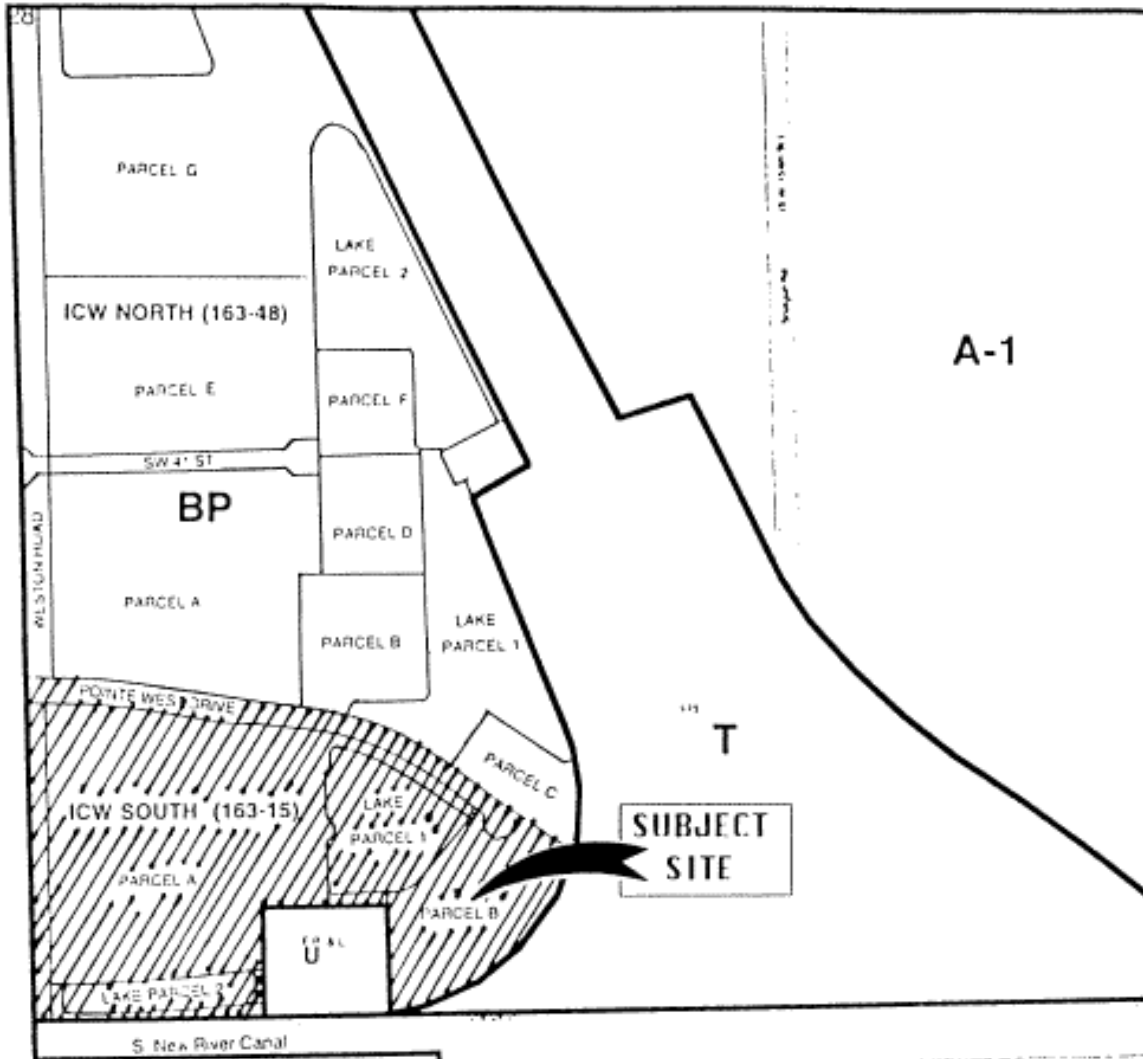 28
PARCEL G
LAKE
PARCEL 2
ICW NORTH (163-48)
PARCEL E
PARCEL F
A-1
SW 41 ST
BP
PARCEL D
WESTON ROAD
PARCEL A
PARCEL B
LAKE
PARCEL 1
POINTE WEST DRIVE
T
PARCEL C
ICW SOUTH (163-15)
LAKE
PARCEL 1
SUBJECT
SITE
PARCEL A
PARCEL B
U
LAKE PARCEL 2
S. New River Canal